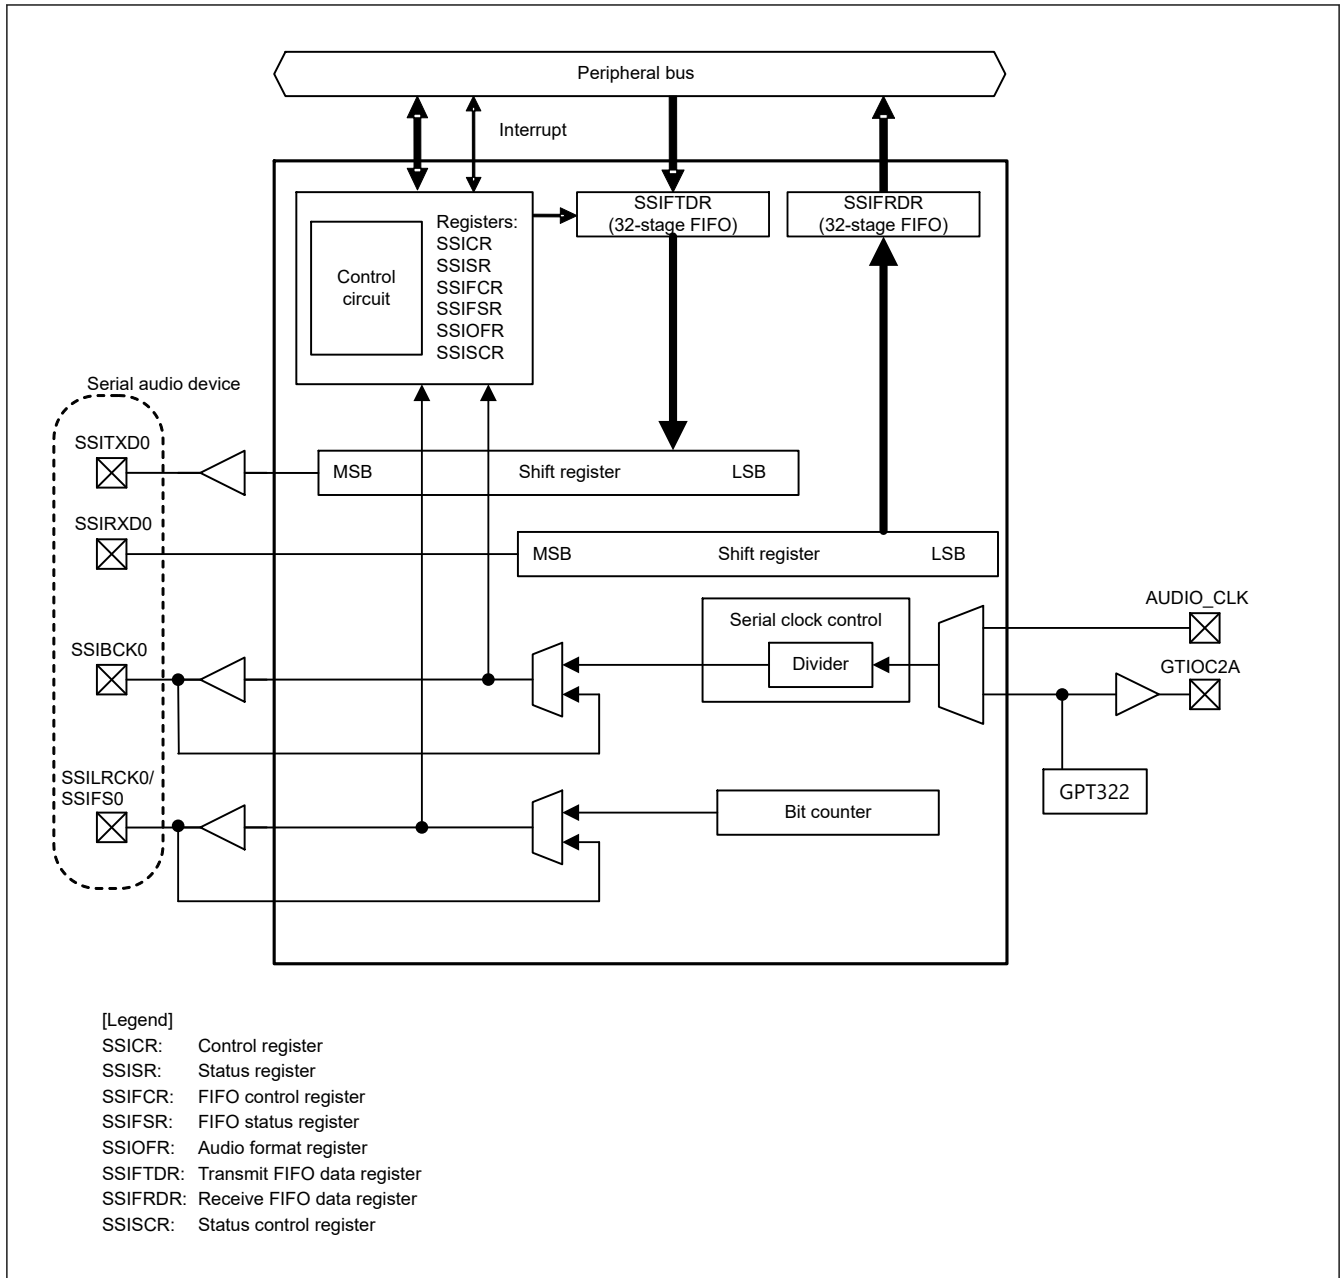 Peripheral bus
Interrupt
SSIFTDR
(32-stage FIFO)
SSIFRDR
(32-stage FIFO)
Control
circuit
Registers:
SSICR
SSISR
SSIFCR
SSIFSR
SSIOFR
SSISCR
Serial audio device
SSITXD0
MSB Shift register LSB
SSIRXD0
MSB Shift register LSB
AUDIO_CLK
Serial clock control
SSIBCK0
Divider
GTIOC2A
SSILRCK0/
SSIFS0
GPT322
Bit counter
[Legend]
SSICR: Control register
SSISR: Status register
SSIFCR: FIFO control register
SSIFSR: FIFO status register
SSIOFR: Audio format register
SSIFTDR: Transmit FIFO data register
SSIFRDR: Receive FIFO data register
SSISCR: Status control register